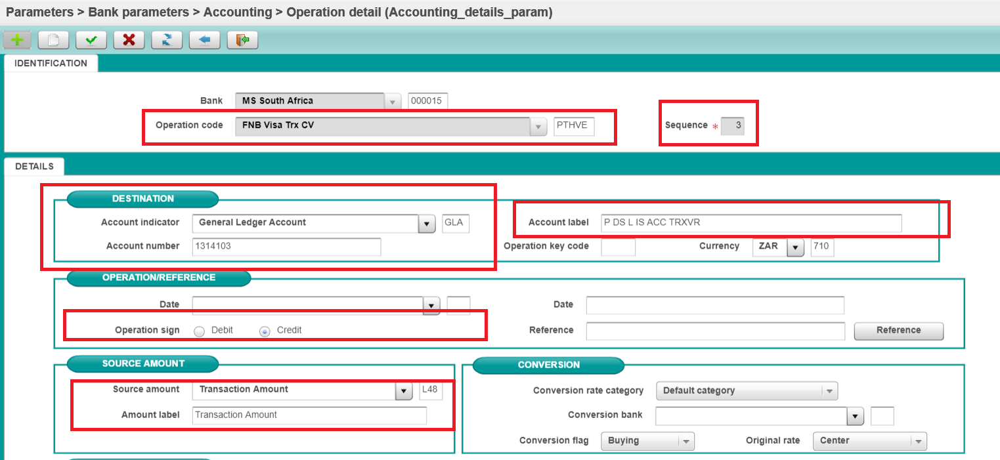 Parameters > Bank parameters > Accounting > Operation detail (Accounting_details_param)
IDENTIFICATION
Bank MS South Africa 000015
Operation code FNB Visa Trx CV PTHVE Sequence * 3
DETAILS
DESTINATION
Account indicator General Ledger Account GLA Account label P DS L IS ACC TRXVR
Account number 1314103 Operation key code Currency ZAR 710
OPERATION/REFERENCE
Date Date
Operation sign Debit Credit Reference Reference
SOURCE AMOUNT CONVERSION
Source amount Transaction Amount L48 Conversion rate category Default category
Amount label Transaction Amount Conversion bank
Conversion flag Buying Original rate Center